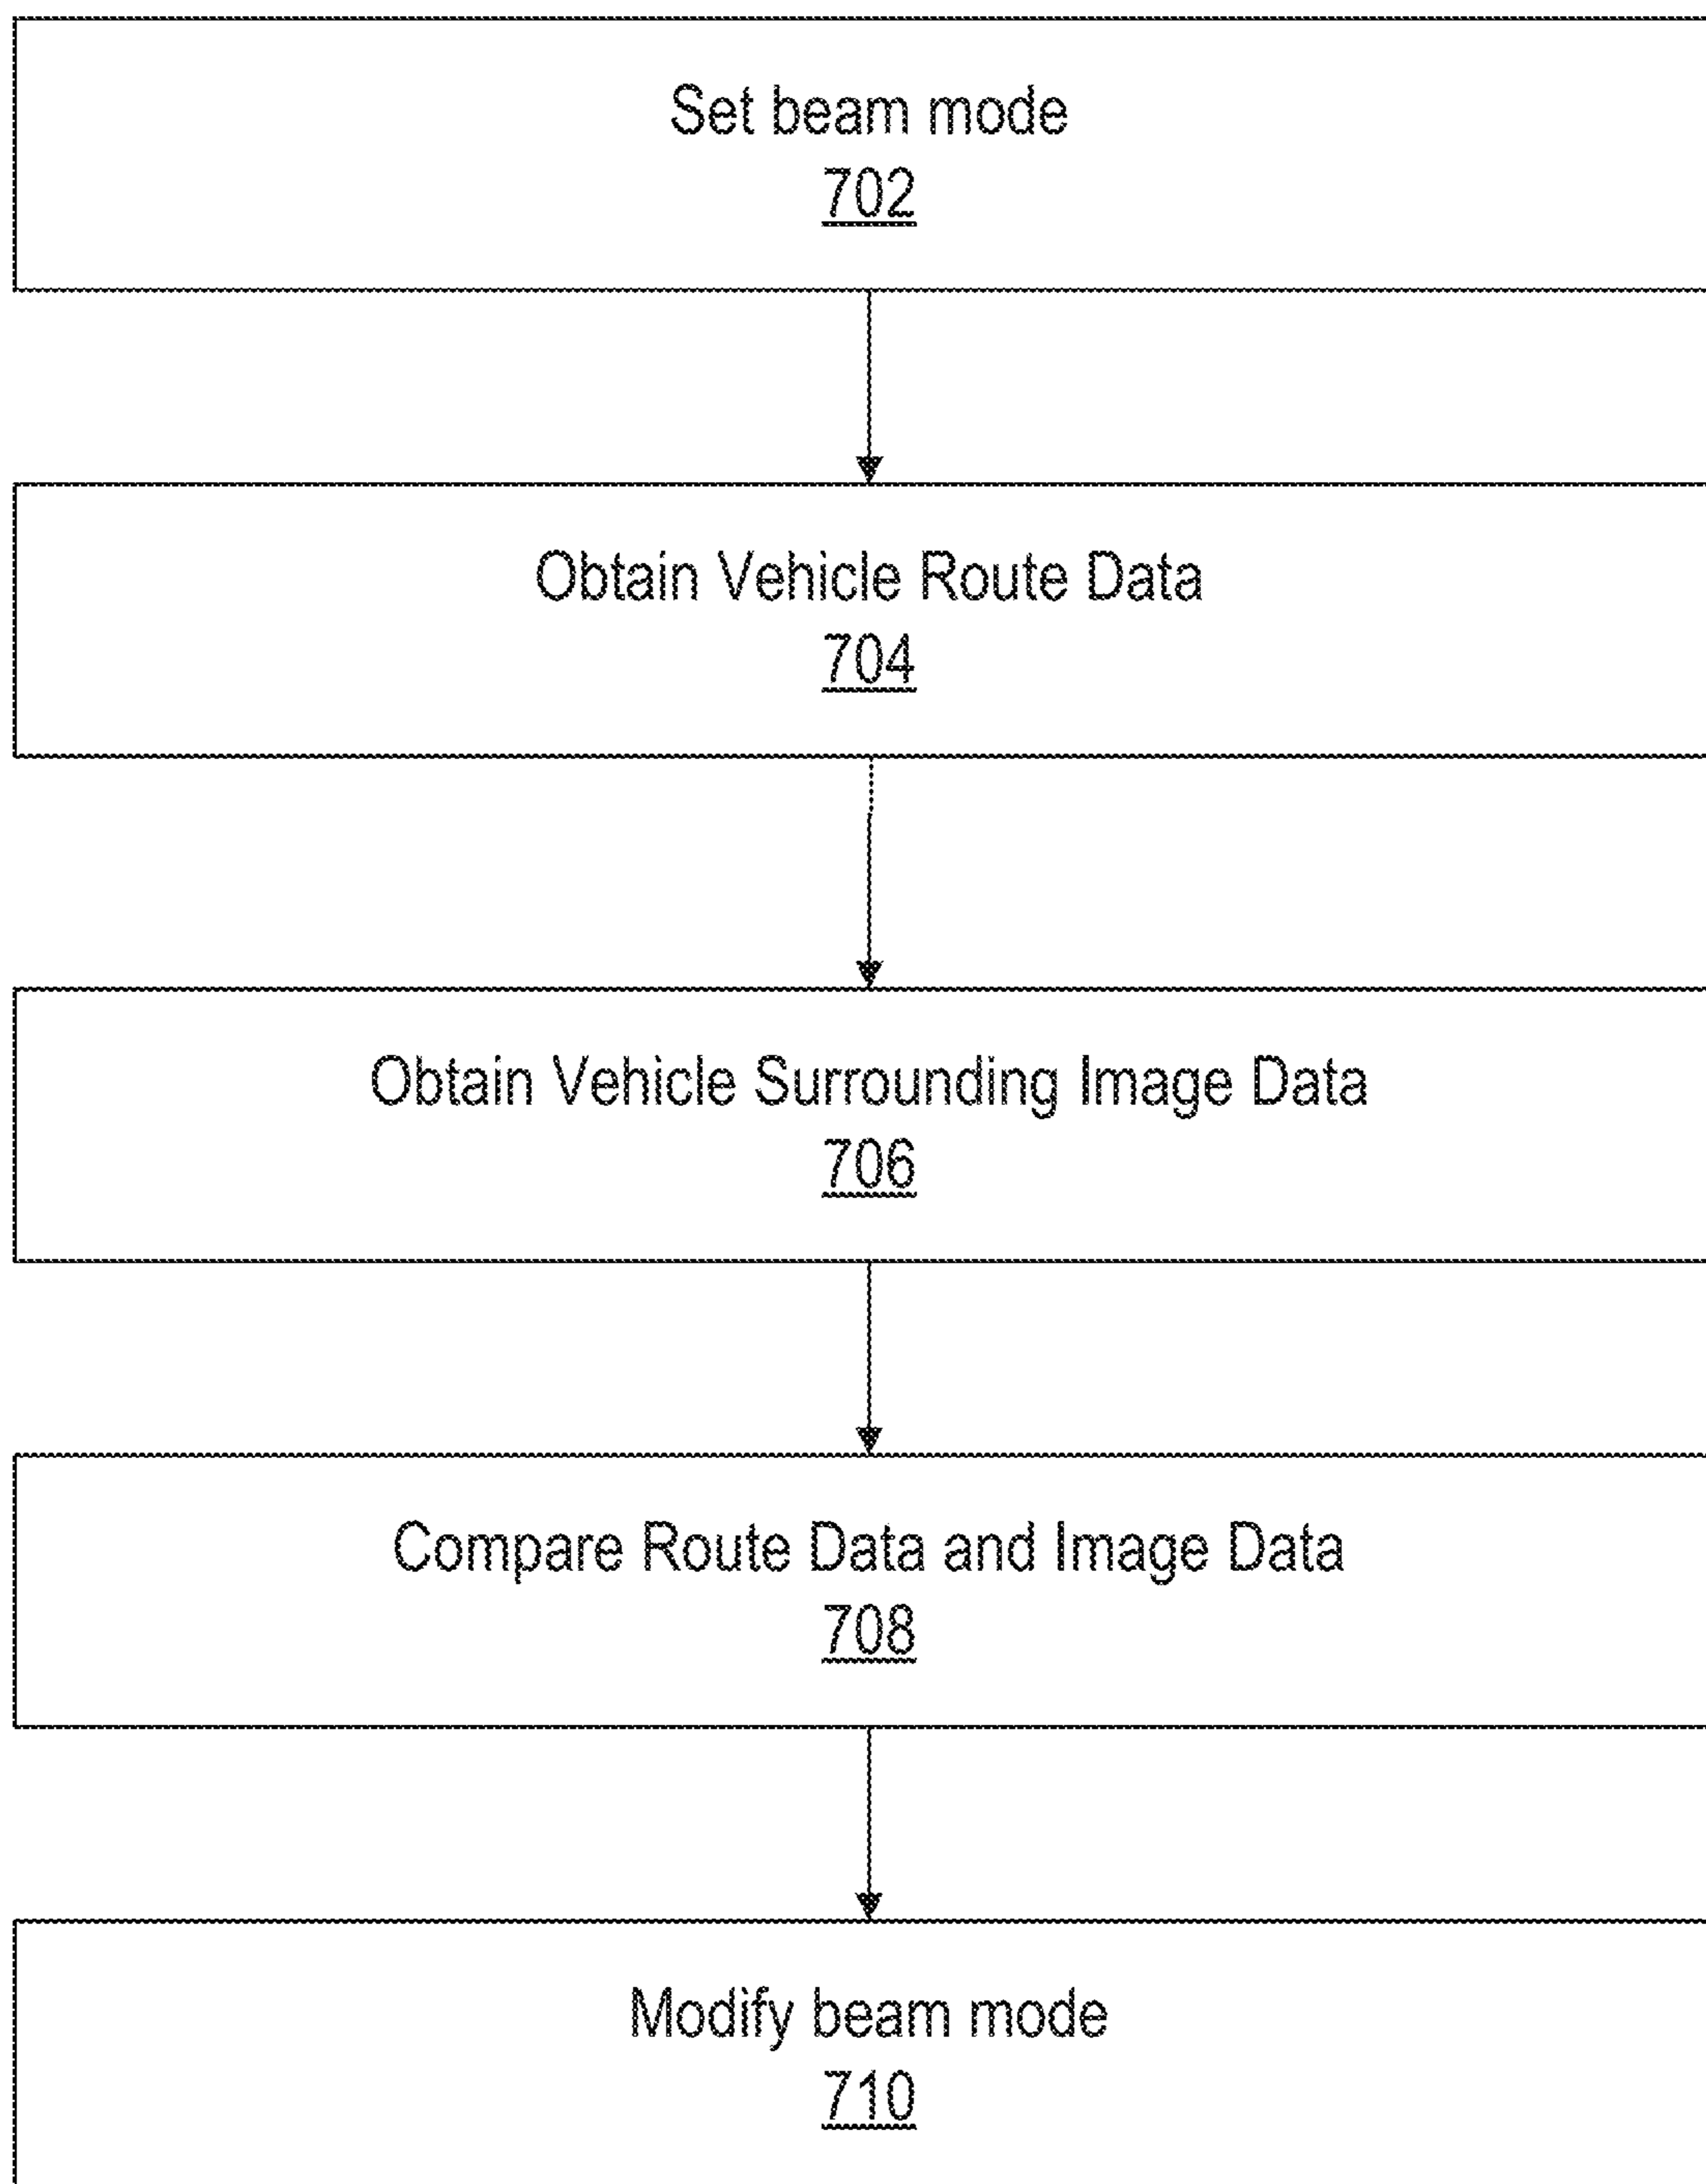 Set beam mode
702
Obtain Vehicle Route Data
704
Obtain Vehicle Surrounding Image Data
706
Compare Route Data and Image Data
708
Modify beam mode
710